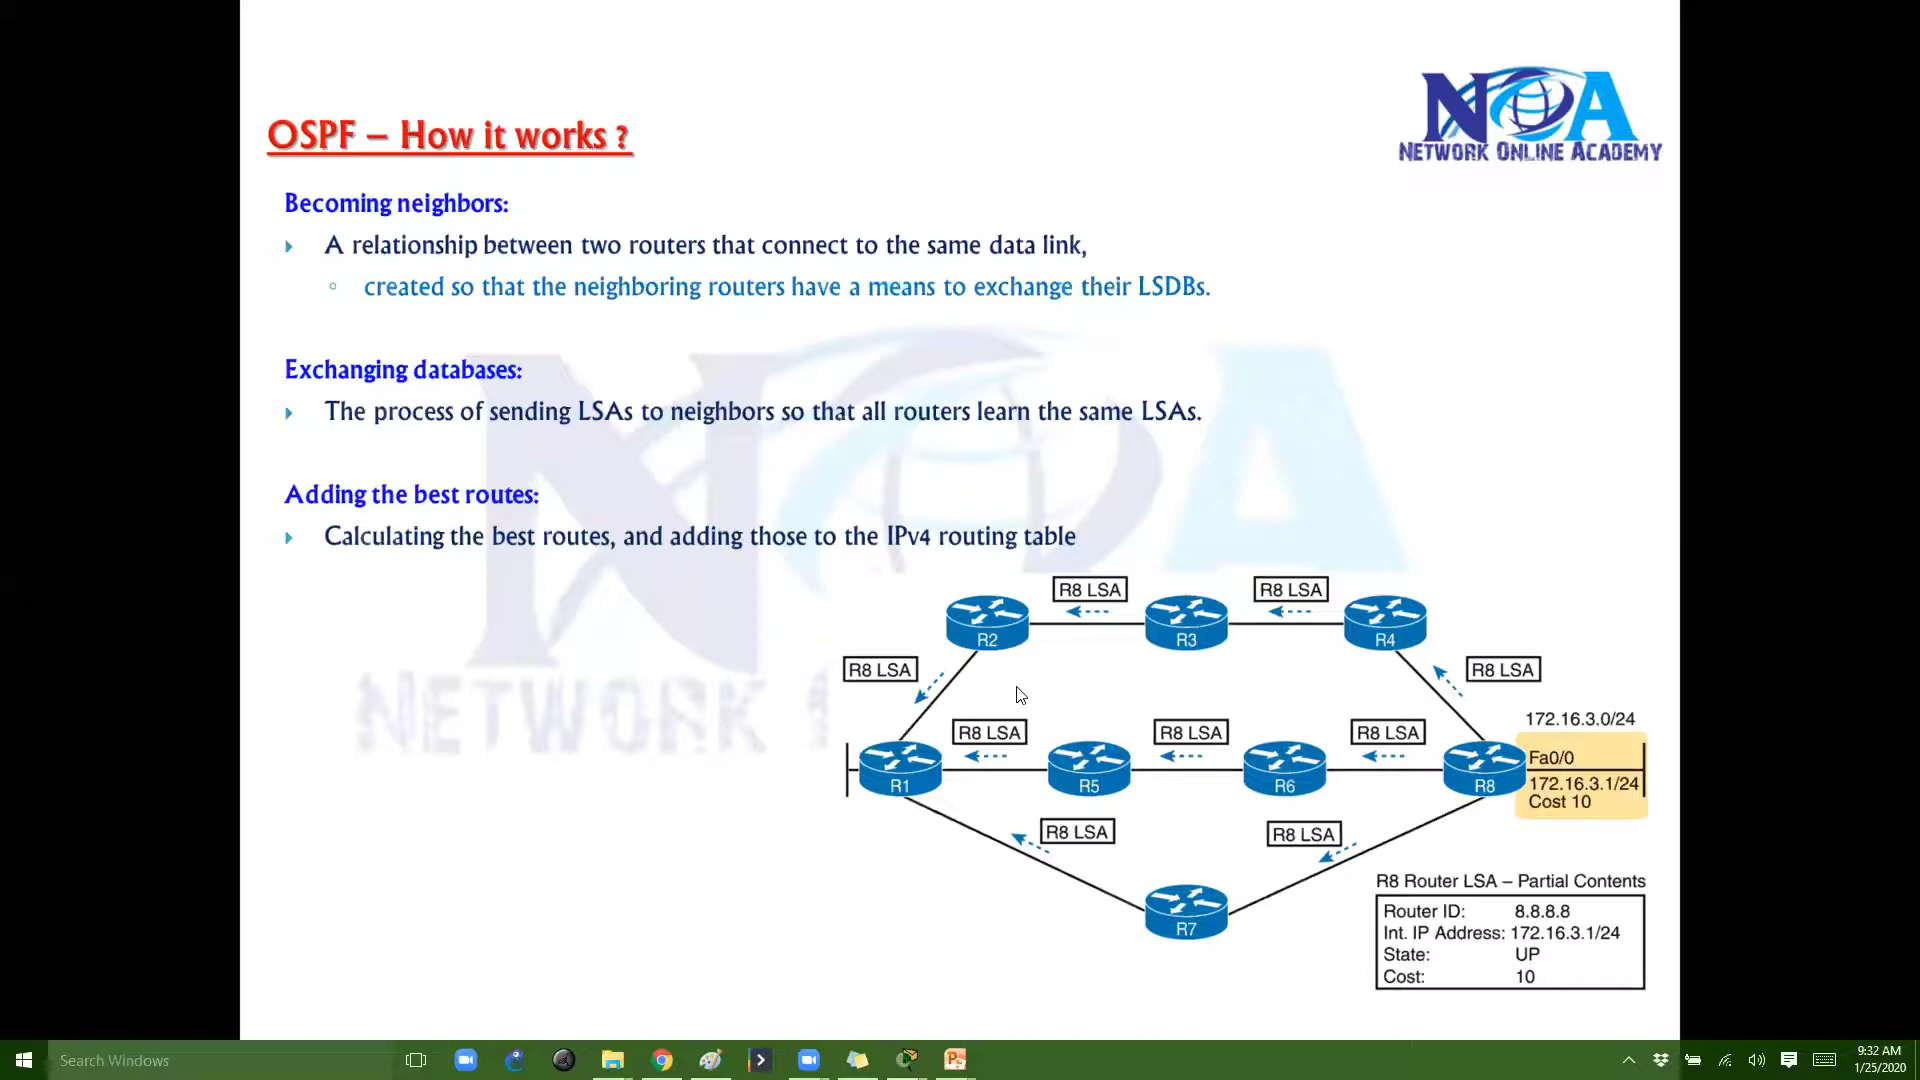 NOA
NETWORK ONLINE ACADEMY
OSPF – How it works ?
Becoming neighbors:
A relationship between two routers that connect to the same data link,
created so that the neighboring routers have a means to exchange their LSDBs.
Exchanging databases:
The process of sending LSAs to neighbors so that all routers learn the same LSAs.
Adding the best routes:
Calculating the best routes, and adding those to the IPv4 routing table
NETWORK
R8 LSA
R8 LSA
R2
R3
R4
R8 LSA
R8 LSA
172.16.3.0/24
R8 LSA
R8 LSA
R8 LSA
Fa0/0
R1
R5
R6
R8
172.16.3.1/24
Cost 10
R8 LSA
R8 LSA
R7
R8 Router LSA – Partial Contents
Router ID: 8.8.8.8
Int. IP Address: 172.16.3.1/24
State: UP
Cost: 10
Search Windows
9:32 AM
1/25/2020